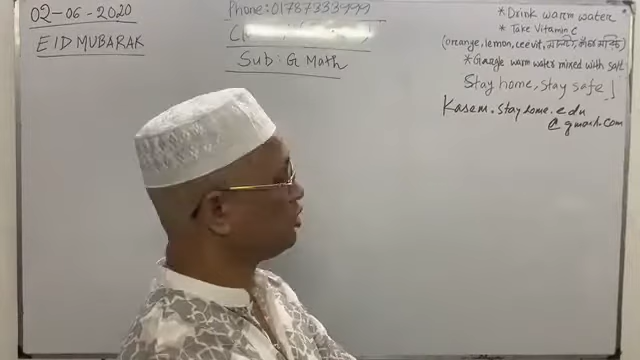 02-06-2020
EID MUBARAK
Phone:01787333999
Sub: G Math
*Drink warm water
* Take Vitamin C
(orange, lemon, ceevit,
*Gargle warm water mixed with salt
Stay home, Stay safe
Kasem.stayhome.edu
@gmail.com